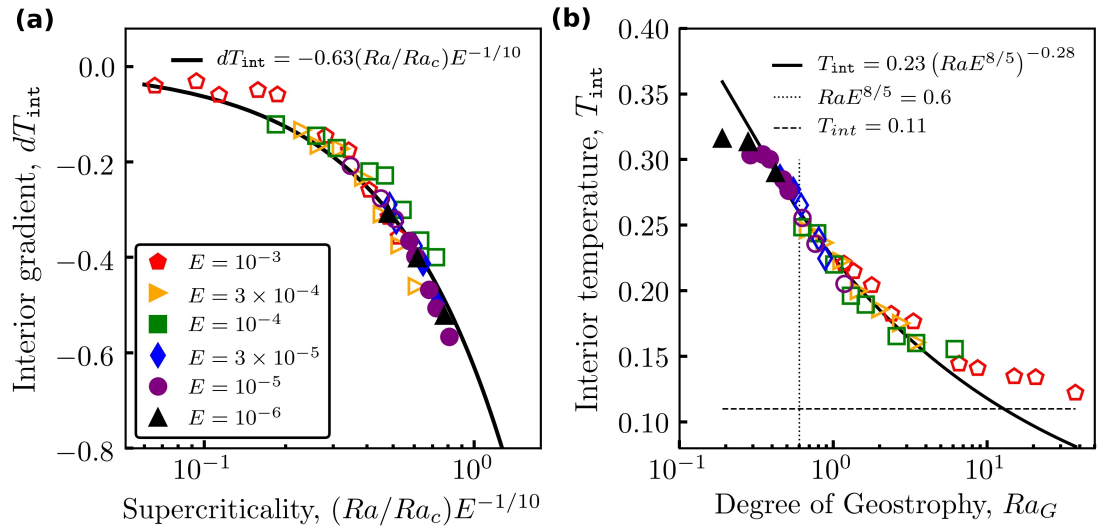 (a)
dT_int = −0.63(Ra/Ra_c)E^{−1/10}
0.0
−0.2
−0.4
−0.6
−0.8
Interior gradient, dT_int
E = 10^{−3}
E = 3 × 10^{−4}
E = 10^{−4}
E = 3 × 10^{−5}
E = 10^{−5}
E = 10^{−6}
10^{−1}
10^0
Supercriticality, (Ra/Ra_c)E^{−1/10}
(b)
T_int = 0.23 (RaE^{8/5})^{−0.28}
RaE^{8/5} = 0.6
T_int = 0.11
0.40
0.35
0.30
0.25
0.20
0.15
0.10
Interior temperature, T_int
10^{−1}
10^0
10^1
Degree of Geostrophy, Ra_G